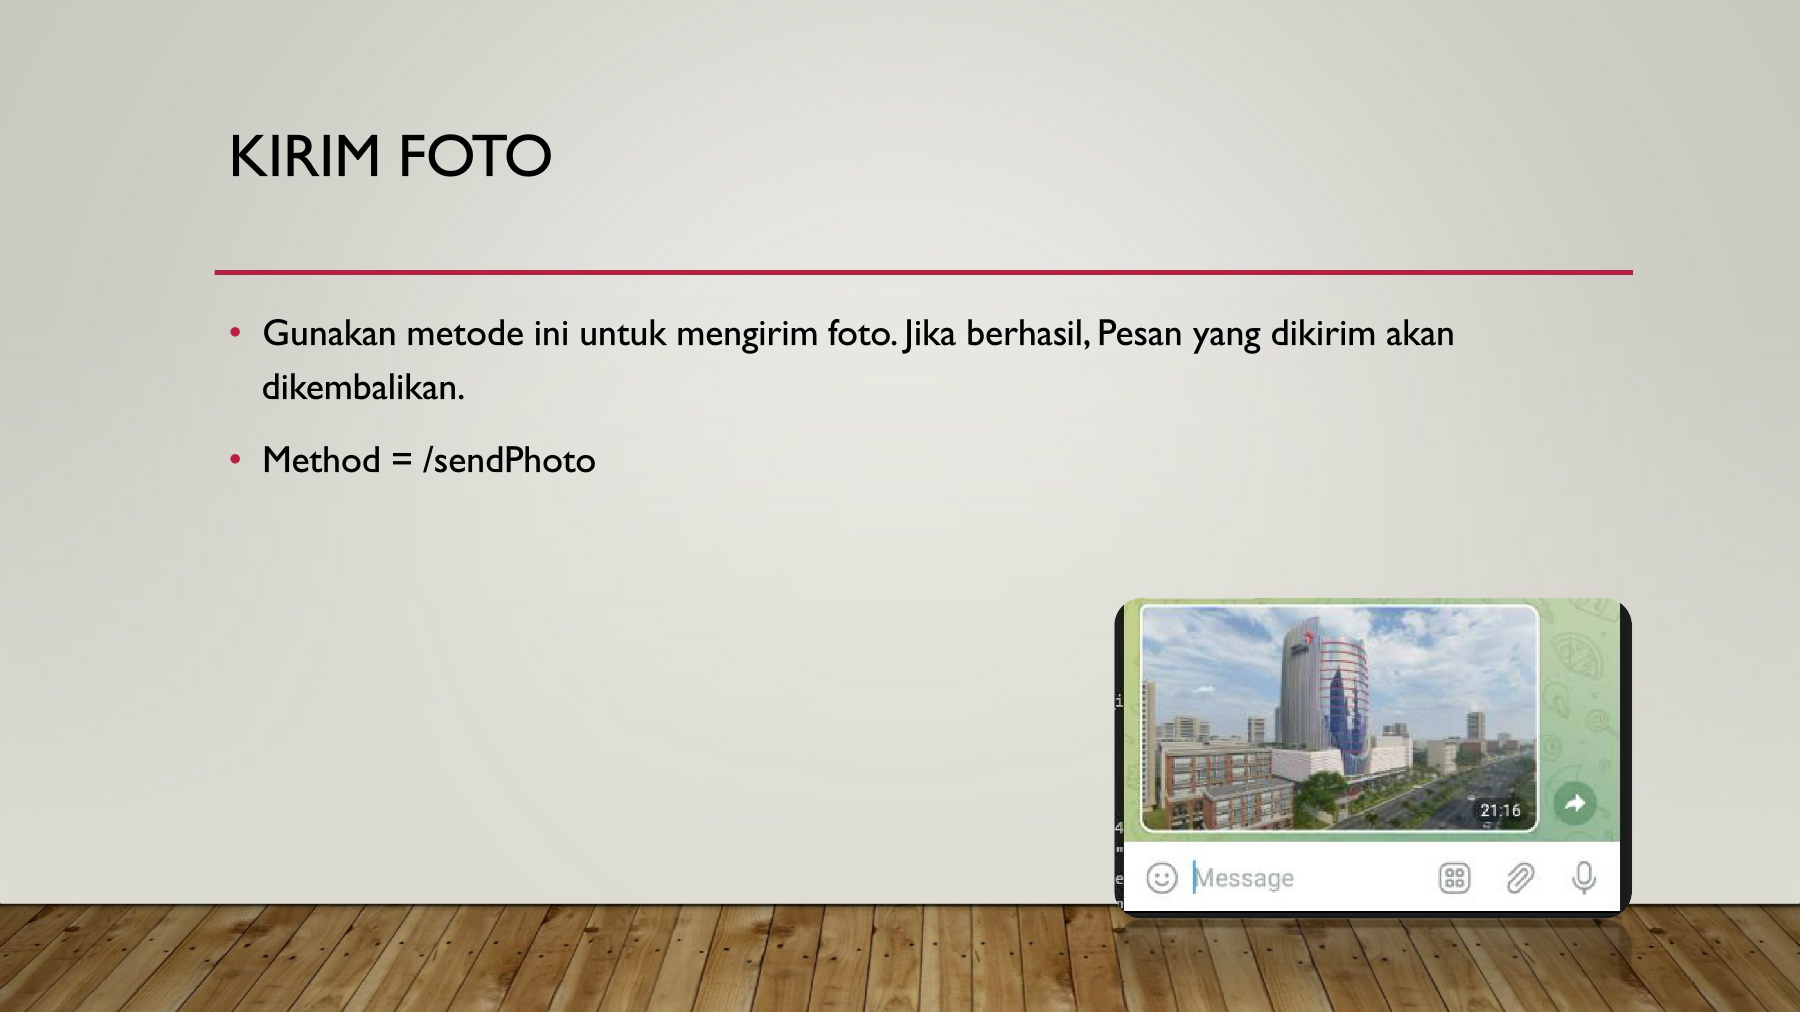 KIRIM FOTO
• Gunakan metode ini untuk mengirim foto. Jika berhasil, Pesan yang dikirim akan
dikembalikan.
• Method = /sendPhoto
21:16
Message